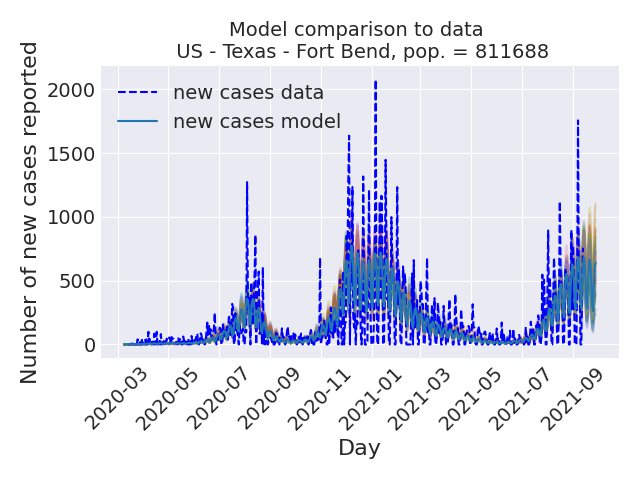 Model comparison to data
US - Texas - Fort Bend, pop. = 811688
Number of new cases reported
2000
1500
1000
500
0
new cases data
new cases model
2020-03
2020-05
2020-07
2020-09
2020-11
2021-01
2021-03
2021-05
2021-07
2021-09
Day